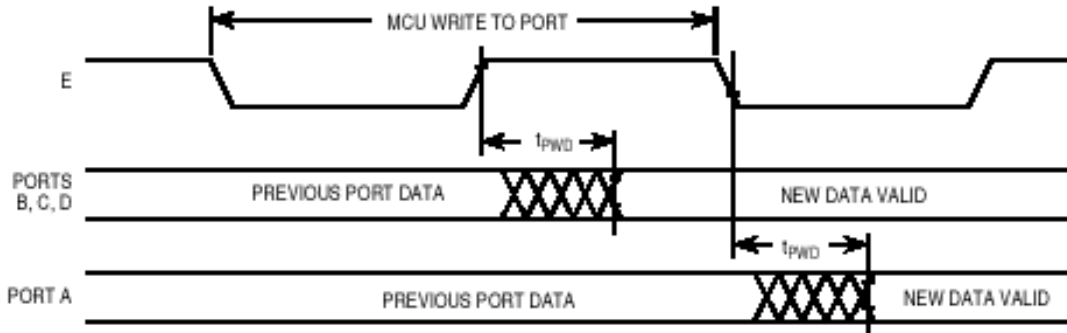 MCU WRITE TO PORT
E
tPWD
PORTS
B, C, D
PREVIOUS PORT DATA
NEW DATA VALID
tPWD
PORT A
PREVIOUS PORT DATA
NEW DATA VALID